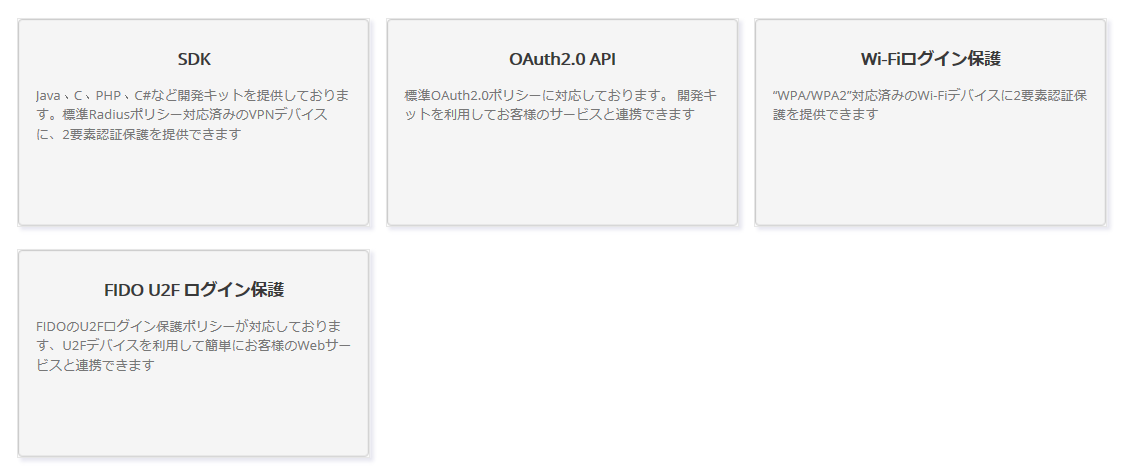 SDK
Java、C、PHP、C#など開発キットを提供しておりま
す。標準Radiusポリシー対応済みのVPNデバイス
に、2要素認証保護を提供できます
OAuth2.0 API
標準OAuth2.0ポリシーに対応しております。 開発キ
ットを利用してお客様のサービスと連携できます
Wi-Fiログイン保護
“WPA/WPA2”対応済みのWi-Fiデバイスに2要素認証保
護を提供できます
FIDO U2F ログイン保護
FIDOのU2Fログイン保護ポリシーが対応しておりま
す、U2Fデバイスを利用して簡単にお客様のWebサー
ビスと連携できます